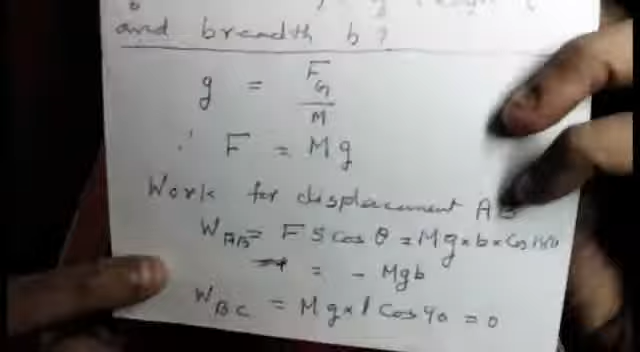 and breadth b?
g = F_G / M
∴ F = Mg
Work for displacement AB
W_AB = F S cos θ = Mg × b × Cos 180
= - Mgb
W_BC = Mg × l Cos 90 = 0